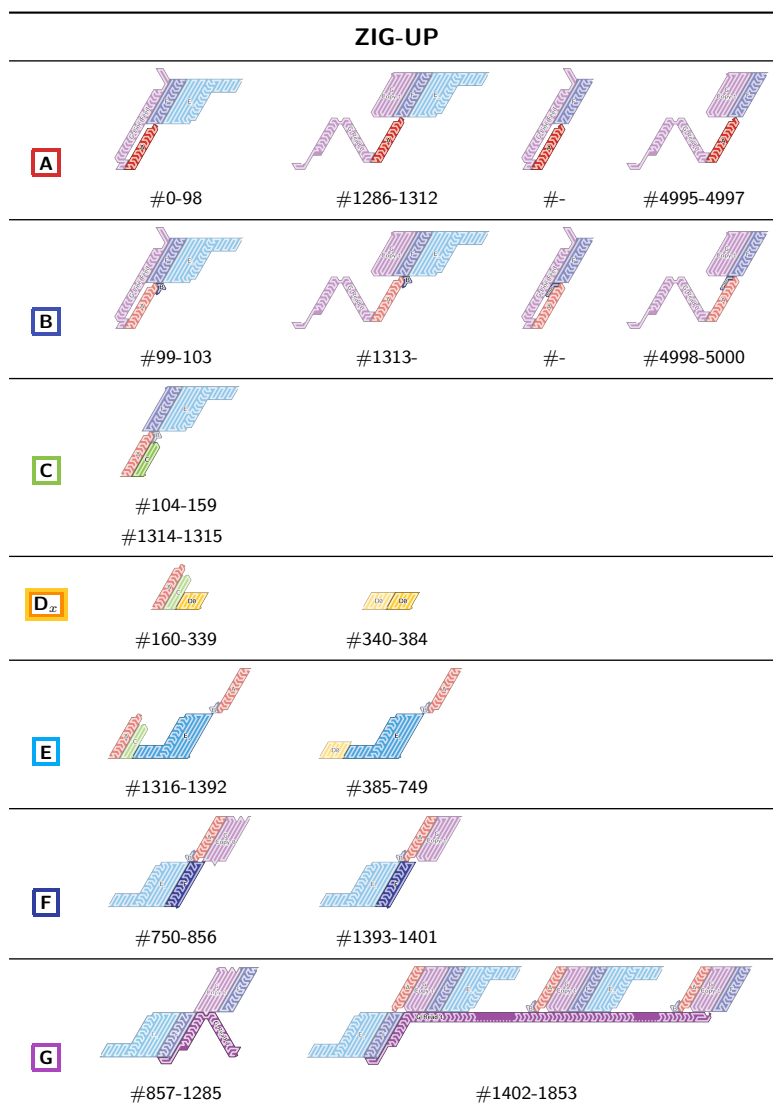 ZIG-UP
A
#0-98 #1286-1312 #- #4995-4997
B
#99-103 #1313- #- #4998-5000
C
#104-159
#1314-1315
Dx
#160-339 #340-384
E
#1316-1392 #385-749
F
#750-856 #1393-1401
G
#857-1285 #1402-1853